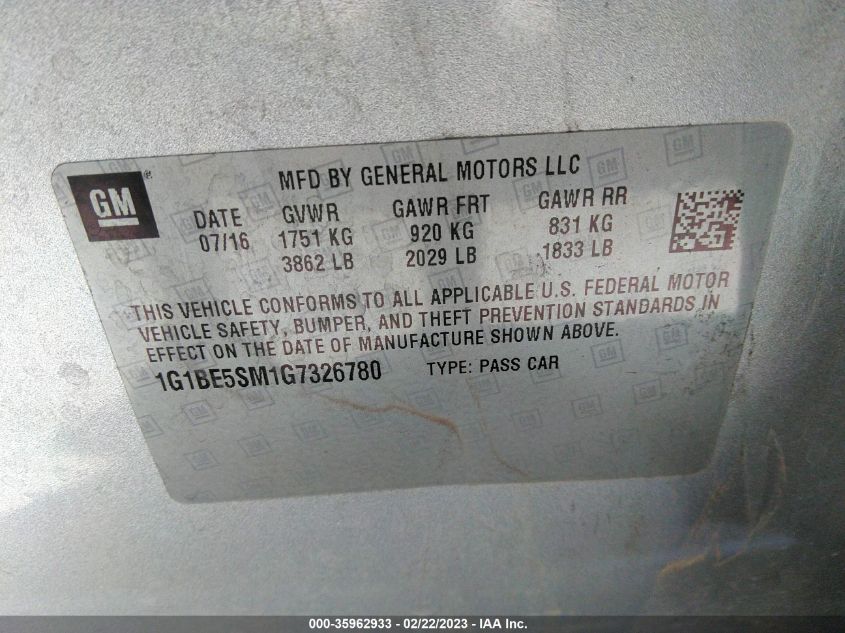 GM ®
MFD BY GENERAL MOTORS LLC
DATE GVWR GAWR FRT GAWR RR
07/16 1751 KG 920 KG 831 KG
3862 LB 2029 LB 1833 LB
THIS VEHICLE CONFORMS TO ALL APPLICABLE U.S. FEDERAL MOTOR
VEHICLE SAFETY, BUMPER, AND THEFT PREVENTION STANDARDS IN
EFFECT ON THE DATE OF MANUFACTURE SHOWN ABOVE.
1G1BE5SM1G7326780 TYPE: PASS CAR
000-35962933 - 02/22/2023 - IAA Inc.